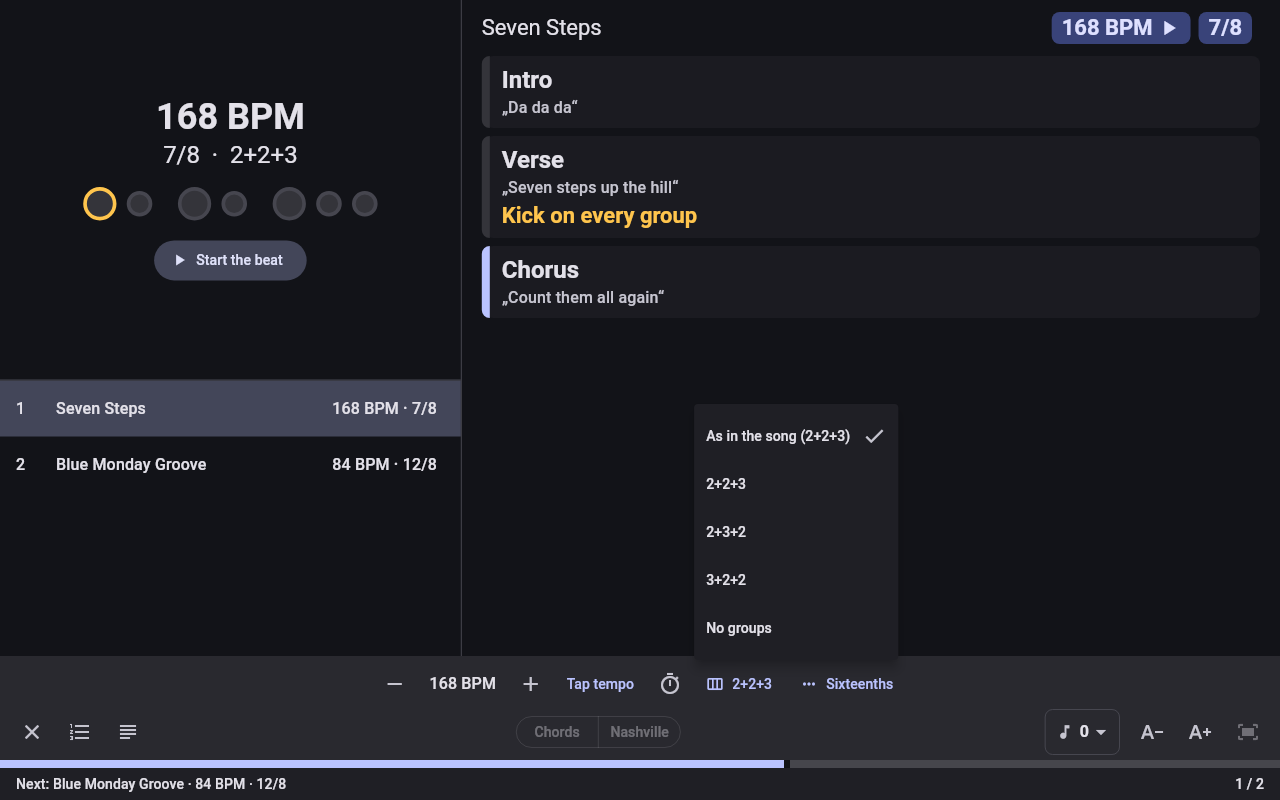 168 BPM
7/8 · 2+2+3
Start the beat
1 Seven Steps 168 BPM · 7/8
2 Blue Monday Groove 84 BPM · 12/8
Seven Steps
168 BPM
7/8
Intro
„Da da da“
Verse
„Seven steps up the hill“
Kick on every group
Chorus
„Count them all again“
As in the song (2+2+3)
2+2+3
2+3+2
3+2+2
No groups
168 BPM
Tap tempo
2+2+3
Sixteenths
Chords
Nashville
0
A−
A+
Next: Blue Monday Groove · 84 BPM · 12/8
1 / 2